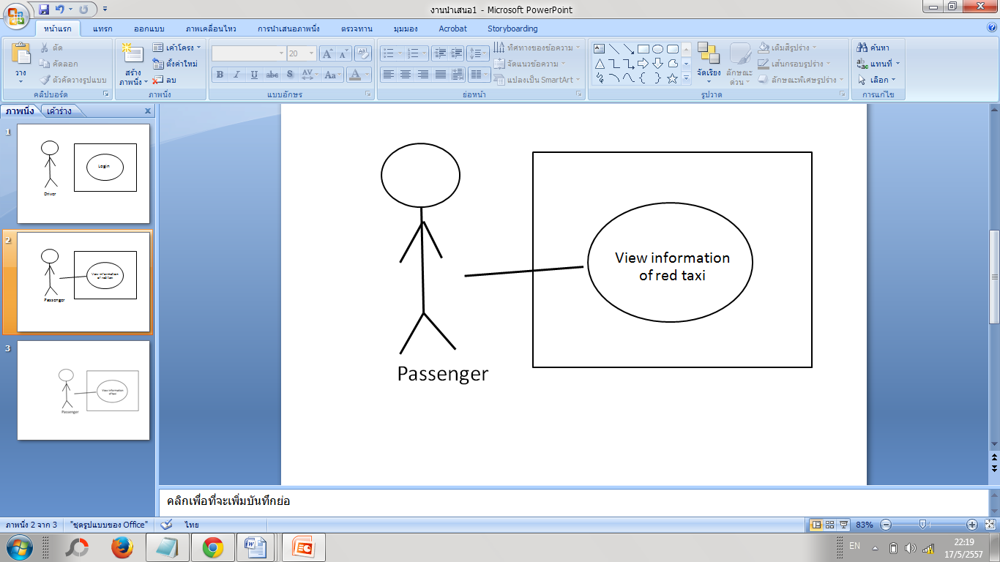 งานนำเสนอ1 - Microsoft PowerPoint
หน้าแรก แทรก ออกแบบ ภาพเคลื่อนไหว การนำเสนอภาพนิ่ง ตรวจทาน มุมมอง Acrobat Storyboarding
วาง
ตัด
คัดลอก
ตัวคัดวางรูปแบบ
คลิปบอร์ด
สร้าง
ภาพนิ่ง
เค้าโครง
ตั้งค่าใหม่
ลบ
ภาพนิ่ง
20
B I U abc S AV Aa A
แบบอักษร
ทิศทางของข้อความ
จัดแนวข้อความ
แปลงเป็น SmartArt
ย่อหน้า
จัดเรียง
ลักษณะ
ด่วน
เติมสีรูปร่าง
เส้นกรอบรูปร่าง
ลักษณะพิเศษรูปร่าง
รูปวาด
ค้นหา
แทนที่
เลือก
การแก้ไข
ภาพนิ่ง เค้าร่าง x
1
Login
Driver
2
View information
of red taxi
Passenger
3
View information
of taxi
Passenger
View information
of red taxi
Passenger
คลิกเพื่อที่จะเพิ่มบันทึกย่อ
ภาพนิ่ง 2 จาก 3 "ชุดรูปแบบของ Office" ไทย 83%
EN 22:19
17/5/2557